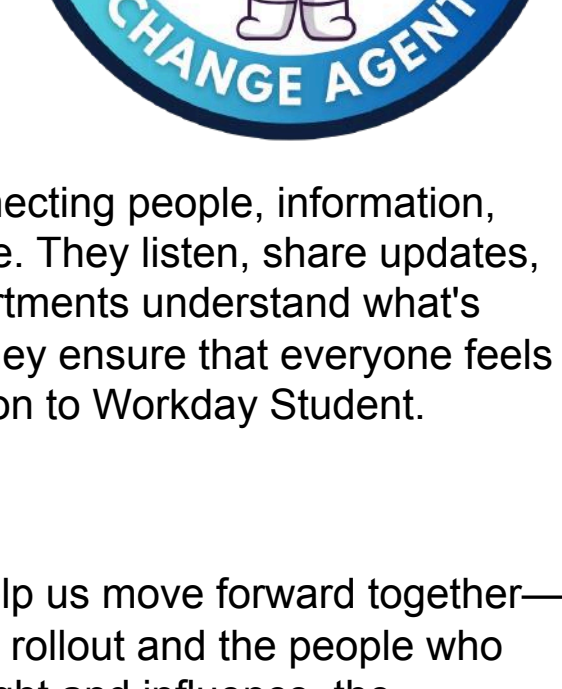 CHANGE AGENT
necting people, information,
e. They listen, share updates,
rtments understand what's
ey ensure that everyone feels
on to Workday Student.
lp us move forward together—
rollout and the people who
ght and influence, the